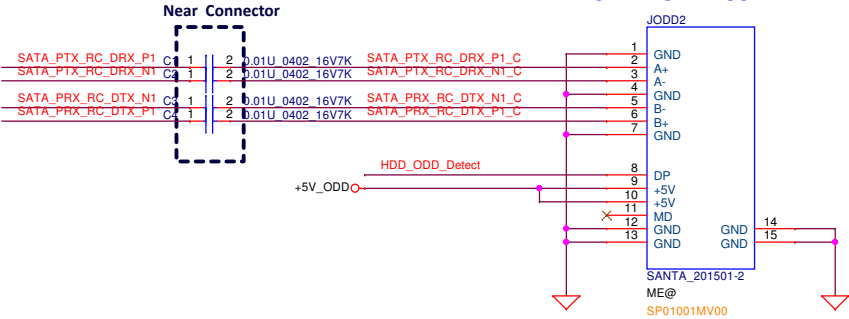 Near Connector
JODD2
SATA_PTX_RC_DRX_P1 C1 1 2 0.01U_0402_16V7K SATA_PTX_RC_DRX_P1_C 2 A+
SATA_PTX_RC_DRX_N1 C2 1 2 0.01U_0402_16V7K SATA_PTX_RC_DRX_N1_C 3 A-
SATA_PRX_RC_DTX_N1 C3 1 2 0.01U_0402_16V7K SATA_PRX_RC_DTX_N1_C 5 B-
SATA_PRX_RC_DTX_P1 C4 1 2 0.01U_0402_16V7K SATA_PRX_RC_DTX_P1_C 6 B+
1 GND
4 GND
7 GND
HDD_ODD_Detect 8 DP
+5V_ODD 9 +5V
10 +5V
11 MD
12 GND GND 14
13 GND GND 15
SANTA_201501-2
ME@
SP01001MV00